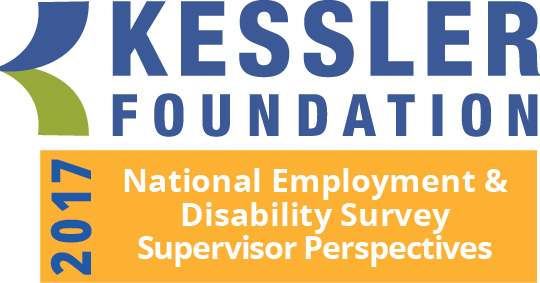 KESSLER
FOUNDATION
2017
National Employment &
Disability Survey
Supervisor Perspectives